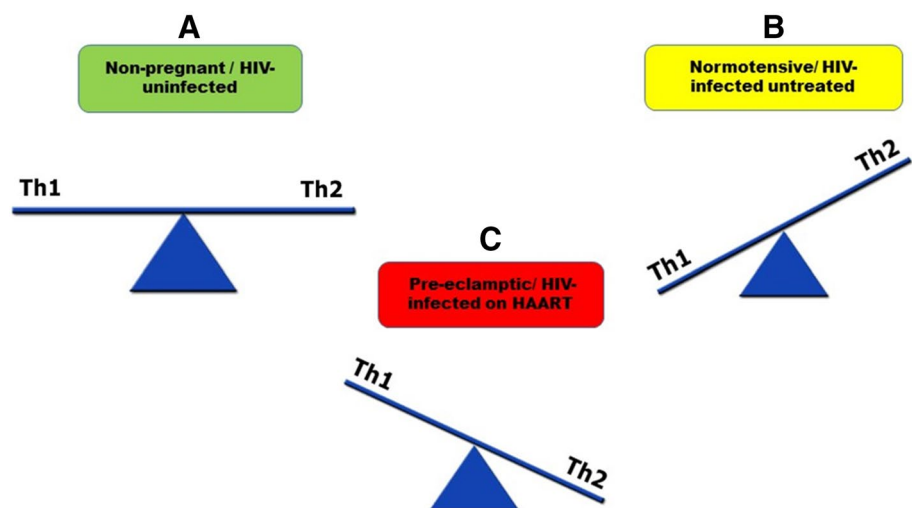 A
Non-pregnant / HIV-
uninfected
Th1
Th2
B
Normotensive/ HIV-
infected untreated
Th1
Th2
C
Pre-eclamptic/ HIV-
infected on HAART
Th1
Th2